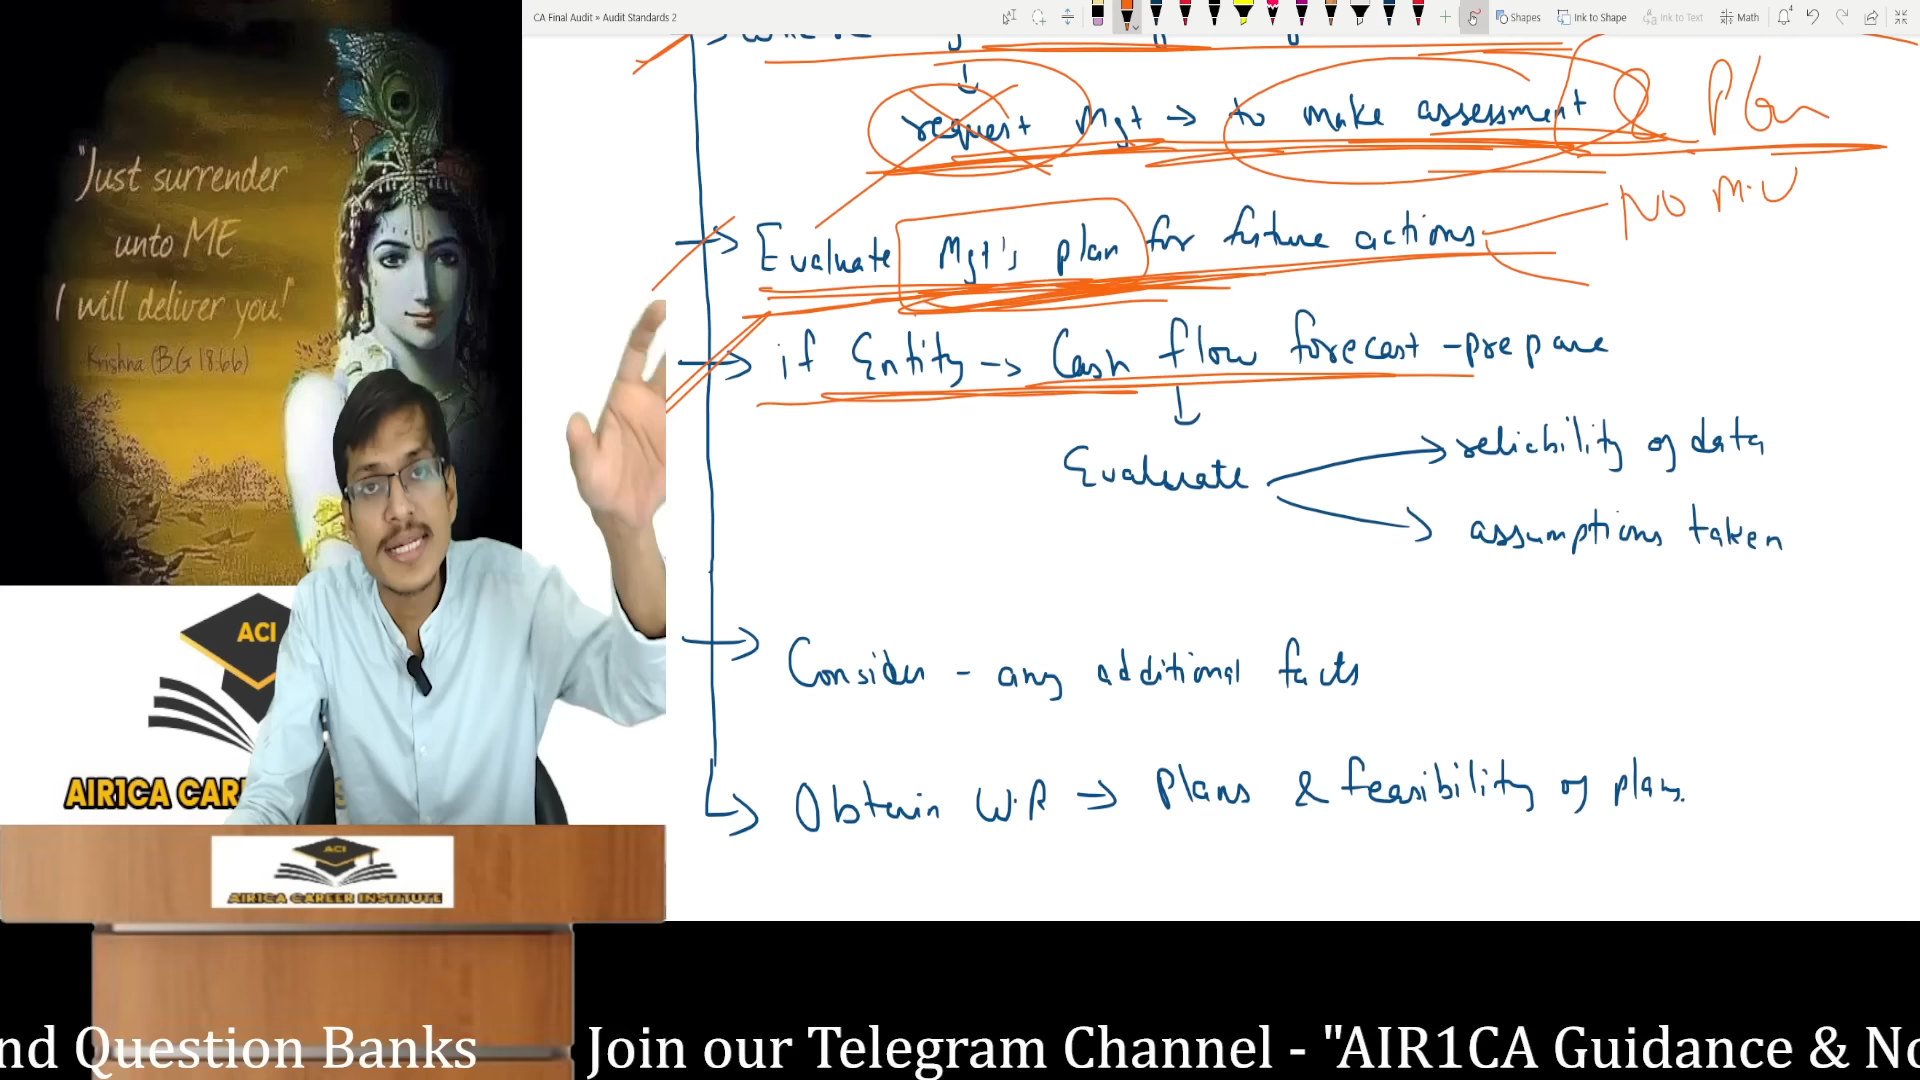 CA Final Audit » Audit Standards 2
Shapes
Ink to Shape
Ink to Text
Math
request Mgt → to make assessment & Plan
No M.U
→ Evaluate Mgt's plan for future actions
→ if Entity → Cash flow forecast - prepare
Evaluate
→ reliability of data
→ assumptions taken
→ Consider - any additional facts
→ Obtain W.R → Plans & feasibility of plans.
"Just surrender
unto ME
I will deliver you!"
Krishna (B.G 18:66)
ACI
AIR1CA CAR
ACI
AIR1CA CAREER INSTITUTE
nd Question Banks Join our Telegram Channel - "AIR1CA Guidance & No